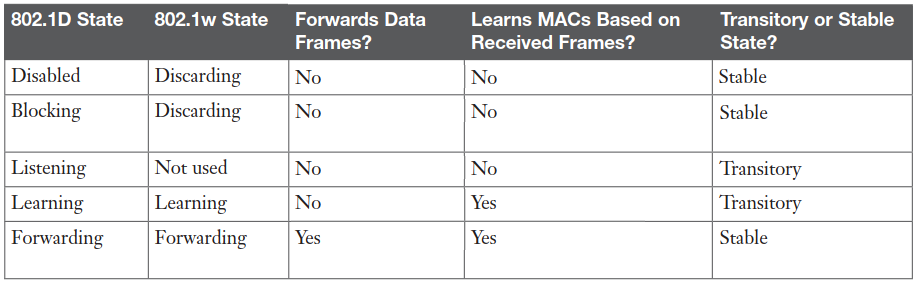 802.1D State 802.1w State Forwards Data Frames? Learns MACs Based on Received Frames? Transitory or Stable State?
Disabled Discarding No No Stable
Blocking Discarding No No Stable
Listening Not used No No Transitory
Learning Learning No Yes Transitory
Forwarding Forwarding Yes Yes Stable